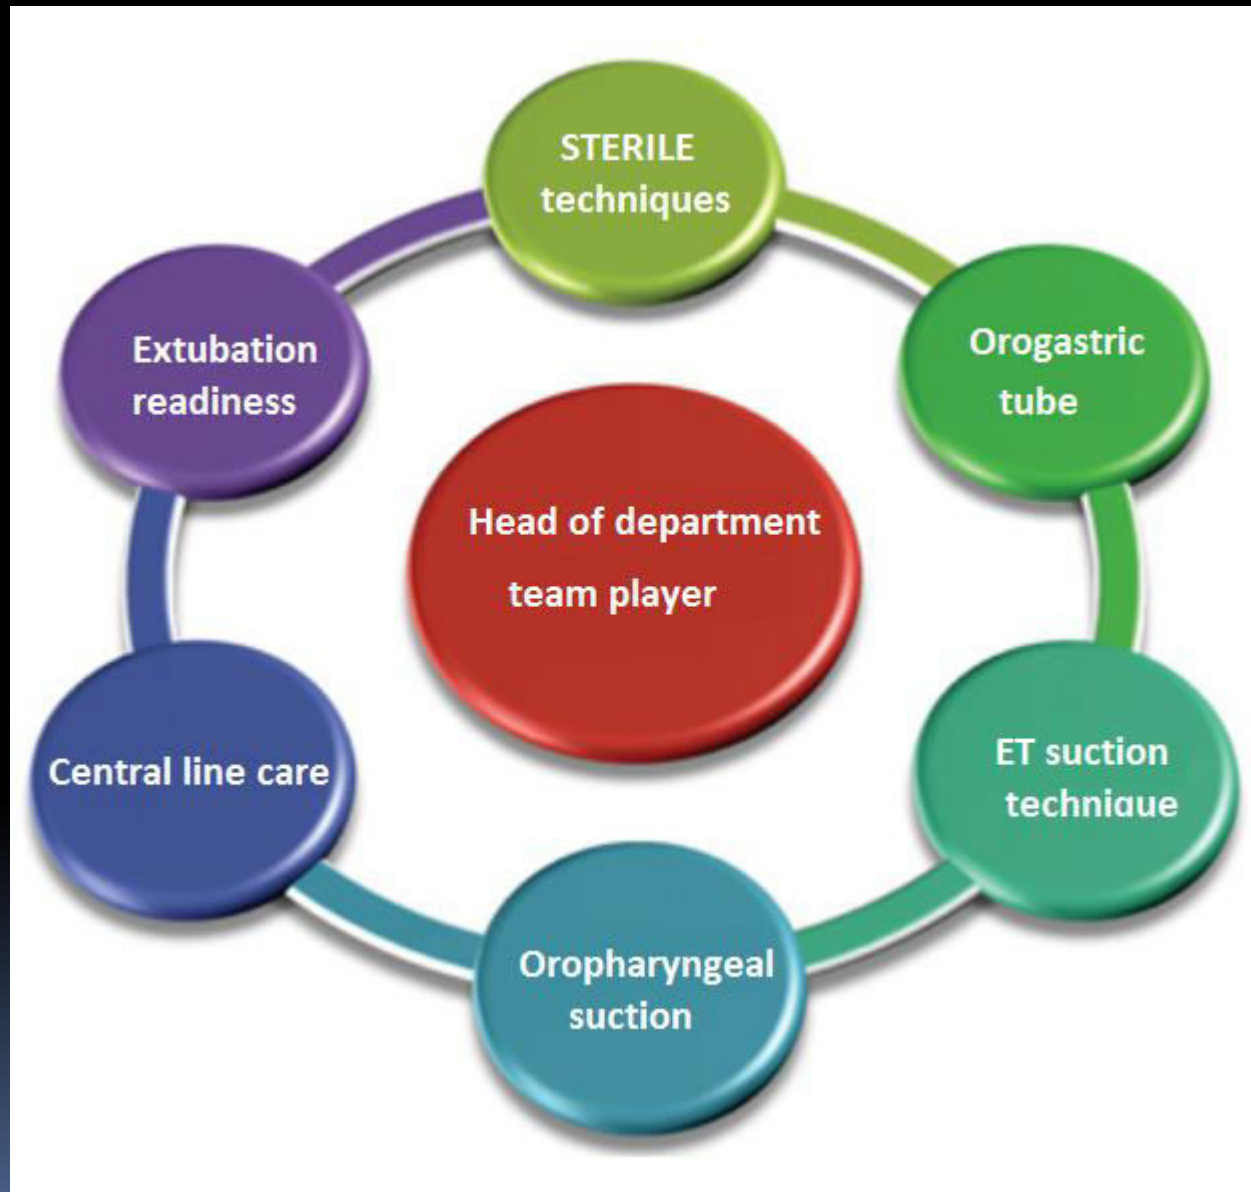 STERILE
techniques
Orogastric
tube
ET suction
technique
Oropharyngeal
suction
Central line care
Extubation
readiness
Head of department
team player